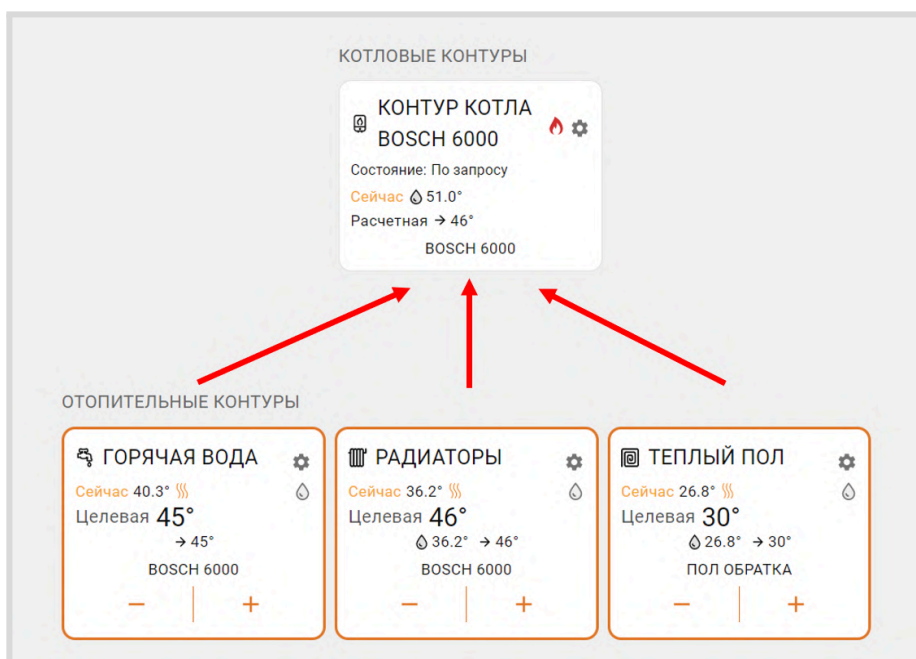 КОТЛОВЫЕ КОНТУРЫ
КОНТУР КОТЛА
BOSCH 6000
Состояние: По запросу
Сейчас 51.0°
Расчетная → 46°
BOSCH 6000
ОТОПИТЕЛЬНЫЕ КОНТУРЫ
ГОРЯЧАЯ ВОДА
Сейчас 40.3°
Целевая 45°
→ 45°
BOSCH 6000
− +
РАДИАТОРЫ
Сейчас 36.2°
Целевая 46°
36.2° → 46°
BOSCH 6000
− +
ТЕПЛЫЙ ПОЛ
Сейчас 26.8°
Целевая 30°
26.8° → 30°
ПОЛ ОБРАТКА
− +